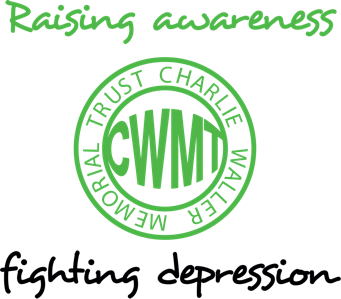 Raising awareness
CHARLIE WALLER MEMORIAL TRUST
CWMT
fighting depression